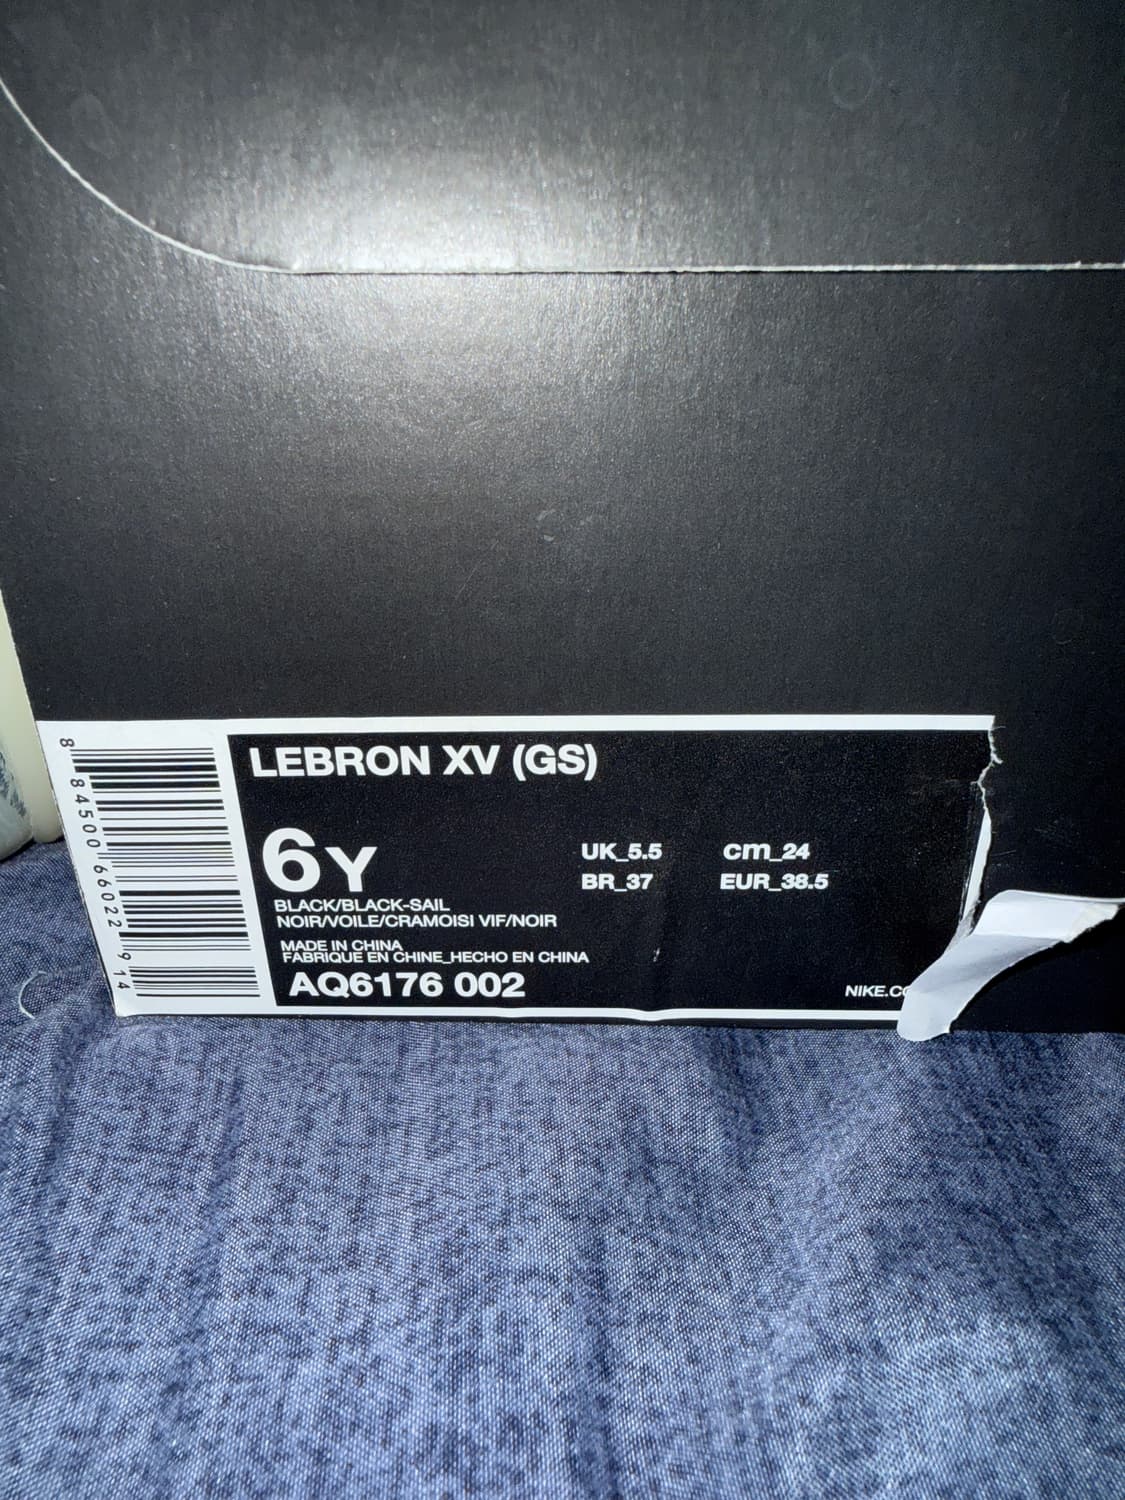 LEBRON XV (GS)
6Y
UK_5.5 cm_24
BR_37 EUR_38.5
BLACK/BLACK-SAIL
NOIR/VOILE/CRAMOISI VIF/NOIR
MADE IN CHINA
FABRIQUE EN CHINE_HECHO EN CHINA
AQ6176 002
NIKE.C
8 84500 66022 9 14